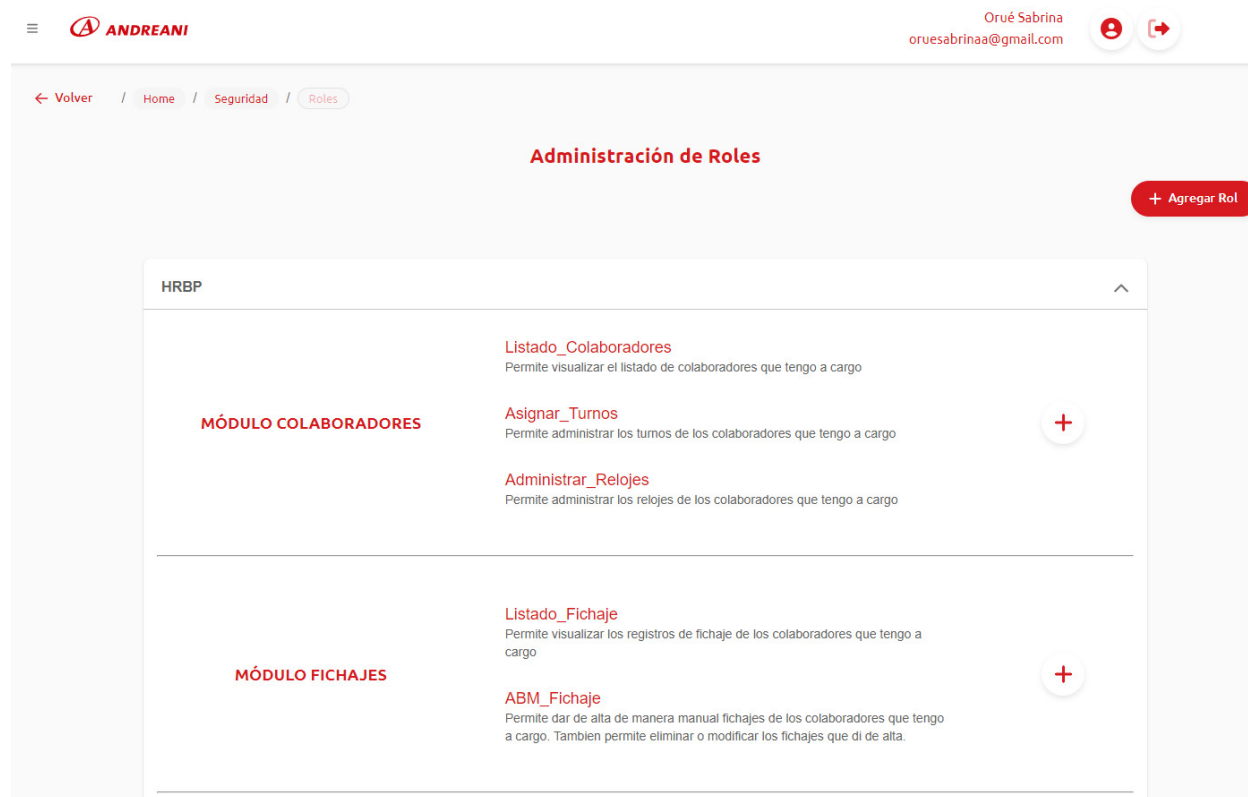 ANDREANI
Orué Sabrina
oruesabrinaa@gmail.com
Volver / Home / Seguridad / Roles
Administración de Roles
+ Agregar Rol
HRBP
MÓDULO COLABORADORES
Listado_Colaboradores
Permite visualizar el listado de colaboradores que tengo a cargo
Asignar_Turnos
Permite administrar los turnos de los colaboradores que tengo a cargo
Administrar_Relojes
Permite administrar los relojes de los colaboradores que tengo a cargo
MÓDULO FICHAJES
Listado_Fichaje
Permite visualizar los registros de fichaje de los colaboradores que tengo a
cargo
ABM_Fichaje
Permite dar de alta de manera manual fichajes de los colaboradores que tengo
a cargo. Tambien permite eliminar o modificar los fichajes que di de alta.